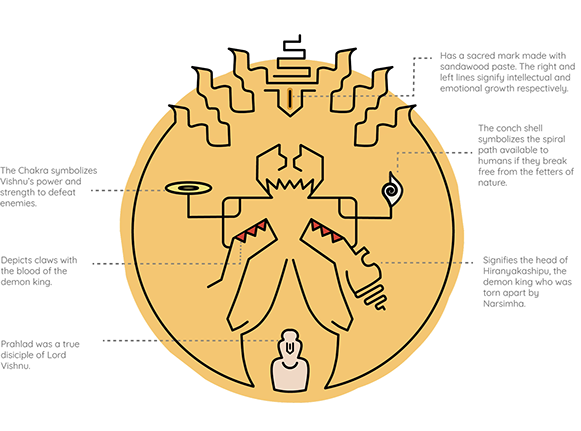 Has a sacred mark made with
sandawood paste. The right and
left lines signify intellectual and
emotional growth respectively.
The conch shell
symbolizes the spiral
path available to
humans if they break
free from the fetters of
nature.
The Chakra symbolizes
Vishnu's power and
strength to defeat
enemies.
Depicts claws with
the blood of the
demon king.
Signifies the head of
Hiranyakashipu, the
demon king who was
torn apart by
Narsimha.
Prahlad was a true
disiciple of Lord
Vishnu.